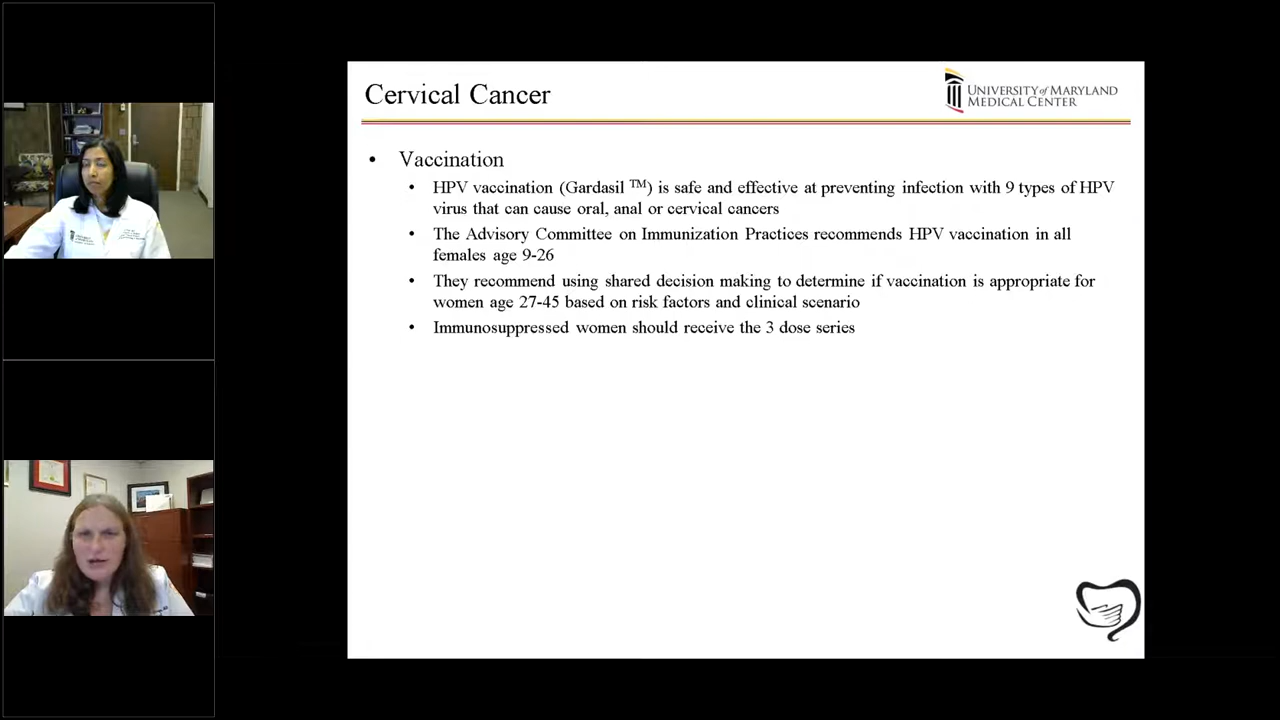 Cervical Cancer
UNIVERSITY of MARYLAND
MEDICAL CENTER
• Vaccination
• HPV vaccination (Gardasil TM) is safe and effective at preventing infection with 9 types of HPV
virus that can cause oral, anal or cervical cancers
• The Advisory Committee on Immunization Practices recommends HPV vaccination in all
females age 9-26
• They recommend using shared decision making to determine if vaccination is appropriate for
women age 27-45 based on risk factors and clinical scenario
• Immunosuppressed women should receive the 3 dose series